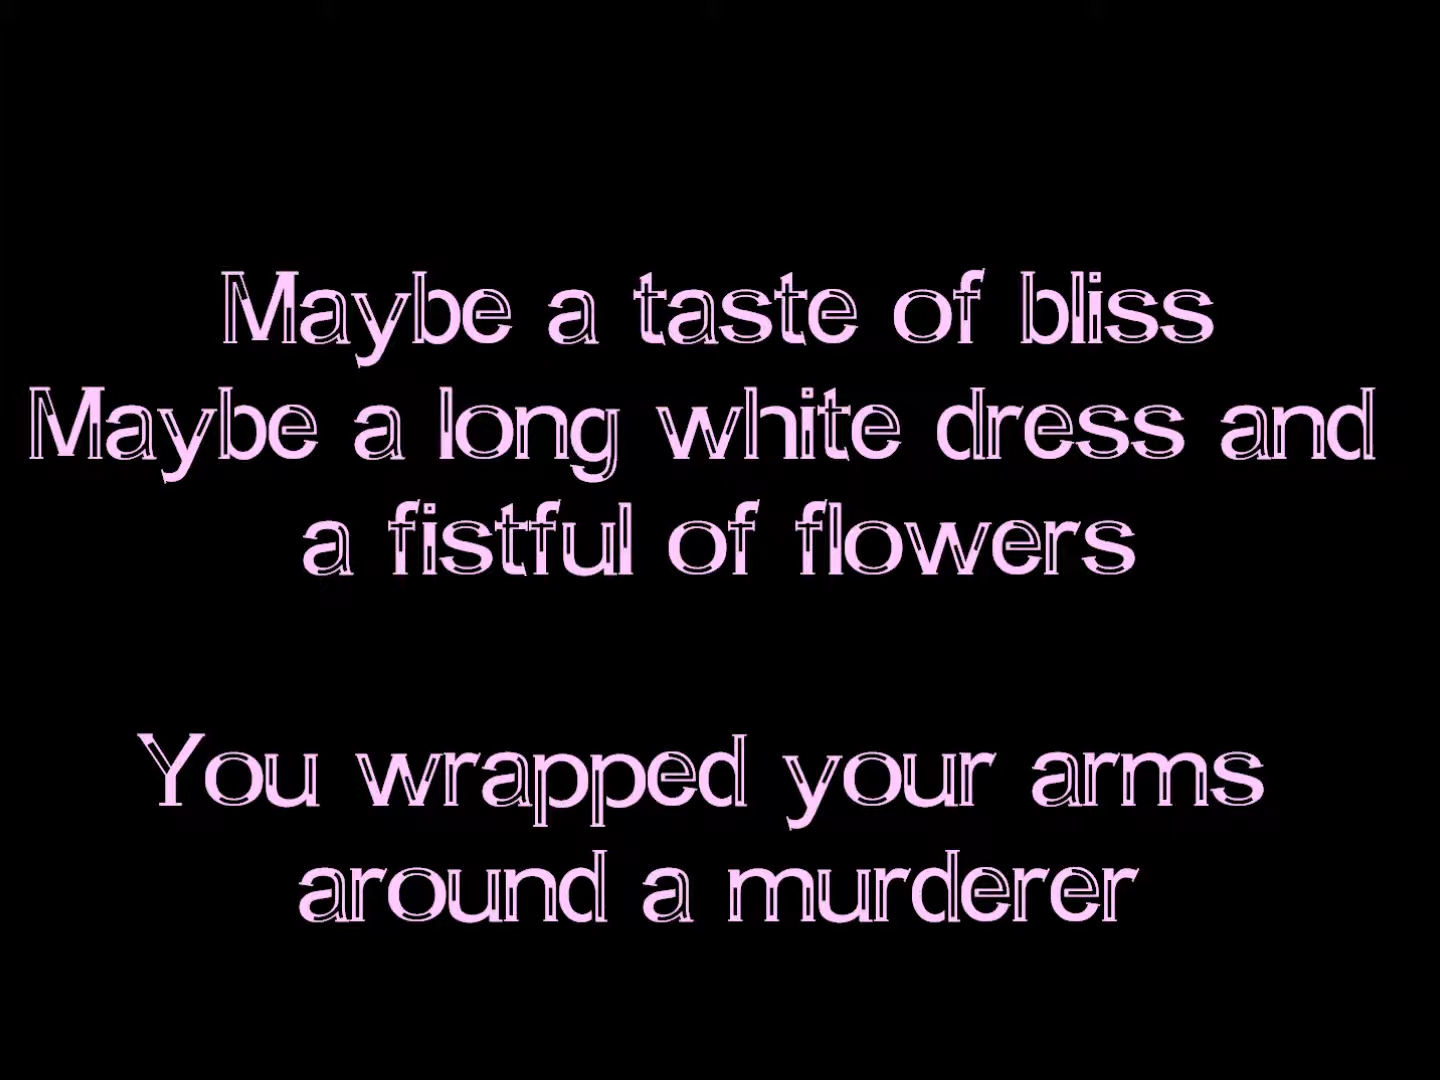 Maybe a taste of bliss
Maybe a long white dress and
a fistful of flowers
You wrapped your arms
around a murderer